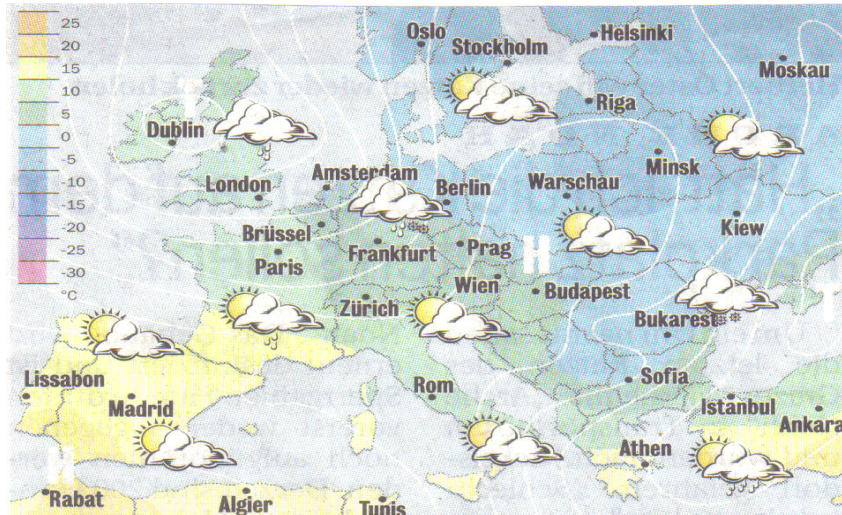 25
20
15
10
5
0
-5
-10
-15
-20
-25
-30
°C
Oslo
Helsinki
Stockholm
Moskau
Riga
T
Dublin
Minsk
London
Amsterdam
Berlin
Warschau
Kiew
Brüssel
Frankfurt
Prag
H
Paris
Wien
Zürich
Budapest
T
Bukarest
Lissabon
Madrid
Rom
Sofia
Istanbul
Ankara
H
Athen
Rabat
Algier
Tunis